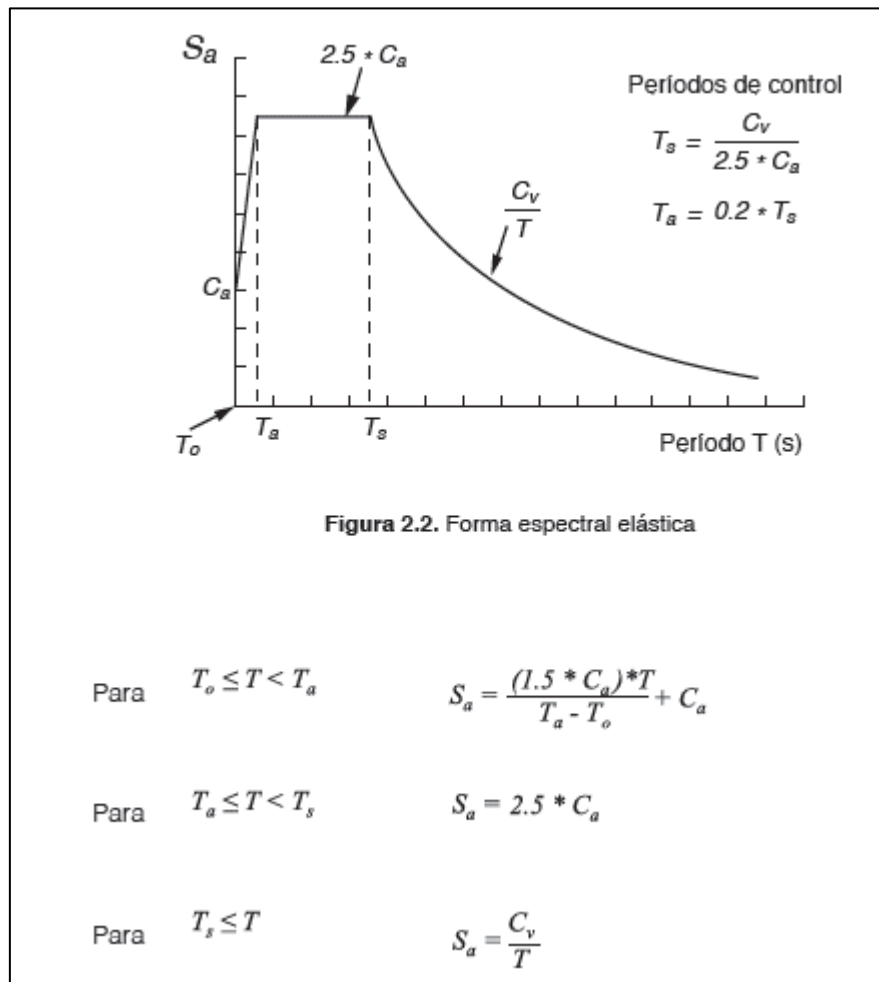 Sa
2.5 * Ca
Períodos de control
Ts = Cv / 2.5 * Ca
Ta = 0.2 * Ts
Cv / T
Ca
To
Ta
Ts
Período T (s)
Figura 2.2. Forma espectral elástica
Para To ≤ T < Ta Sa = (1.5 * Ca)*T / Ta - To + Ca
Para Ta ≤ T < Ts Sa = 2.5 * Ca
Para Ts ≤ T Sa = Cv / T